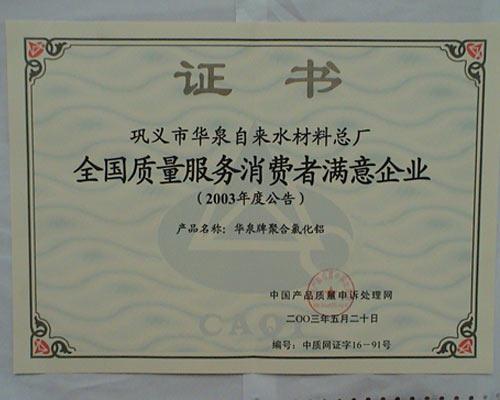 证 书
巩义市华泉自来水材料总厂
全国质量服务消费者满意企业
（2003年度公告）
产品名称：华泉牌聚合氯化铝
中国产品质量申诉处理网
二OO三年五月二十日
编号：中质网证字16－91号
CAQI